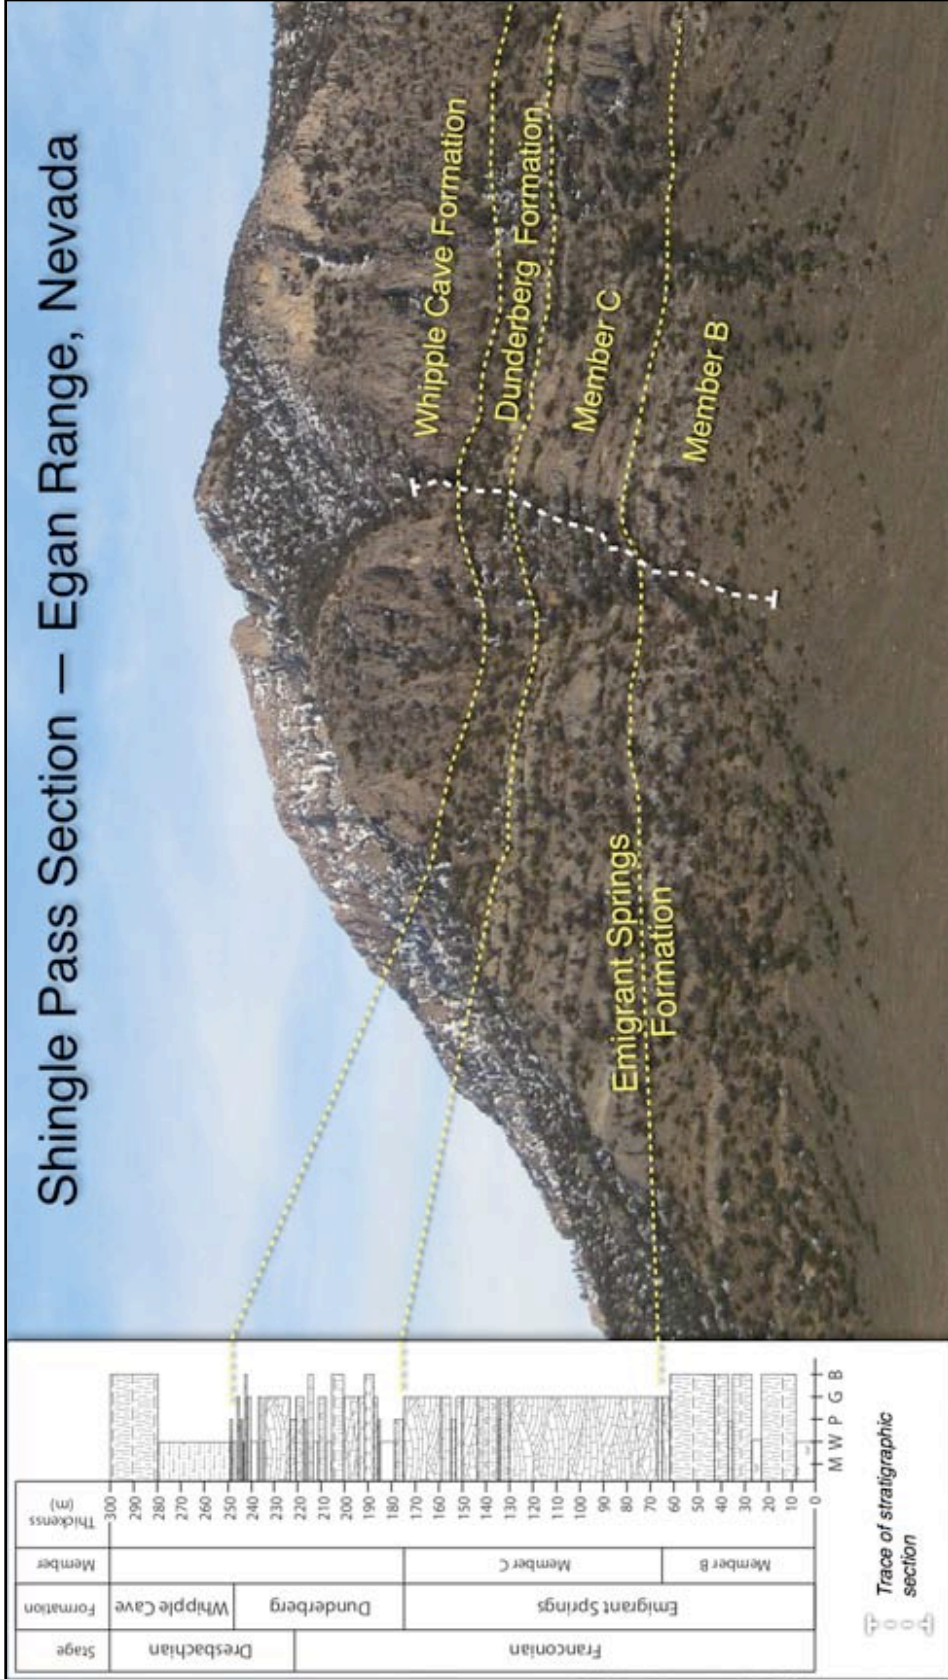 Shingle Pass Section — Egan Range, Nevada
Whipple Cave Formation
Dunderberg Formation
Member C
Member B
Emigrant Springs
Formation
Stage
Formation
Member
Thickenss
(m)
Dresbachian
Franconian
Whipple Cave
Dunderberg
Emigrant Springs
Member C
Member B
300
280
260
250
240
230
220
210
200
190
180
170
160
150
140
130
120
110
100
90
80
70
60
50
40
30
20
10
0
M W P G B
Trace of stratigraphic
section